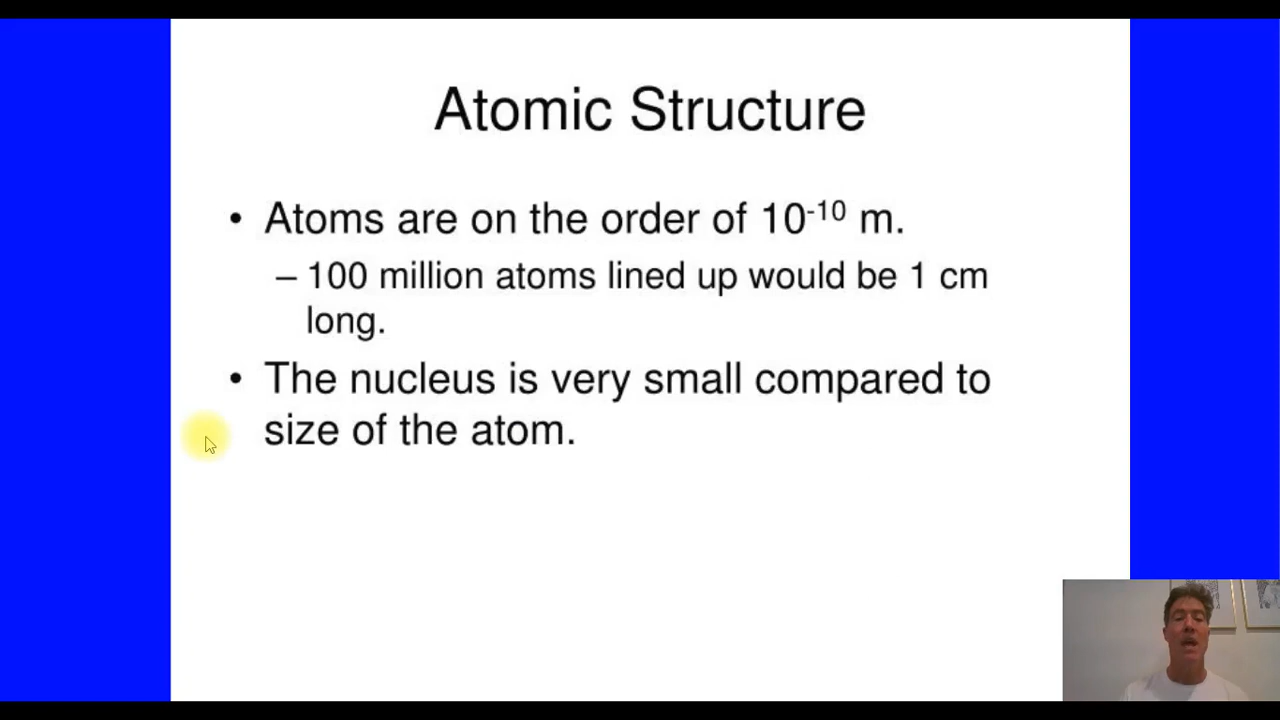 Atomic Structure
• Atoms are on the order of 10⁻¹⁰ m.
– 100 million atoms lined up would be 1 cm
long.
• The nucleus is very small compared to
size of the atom.